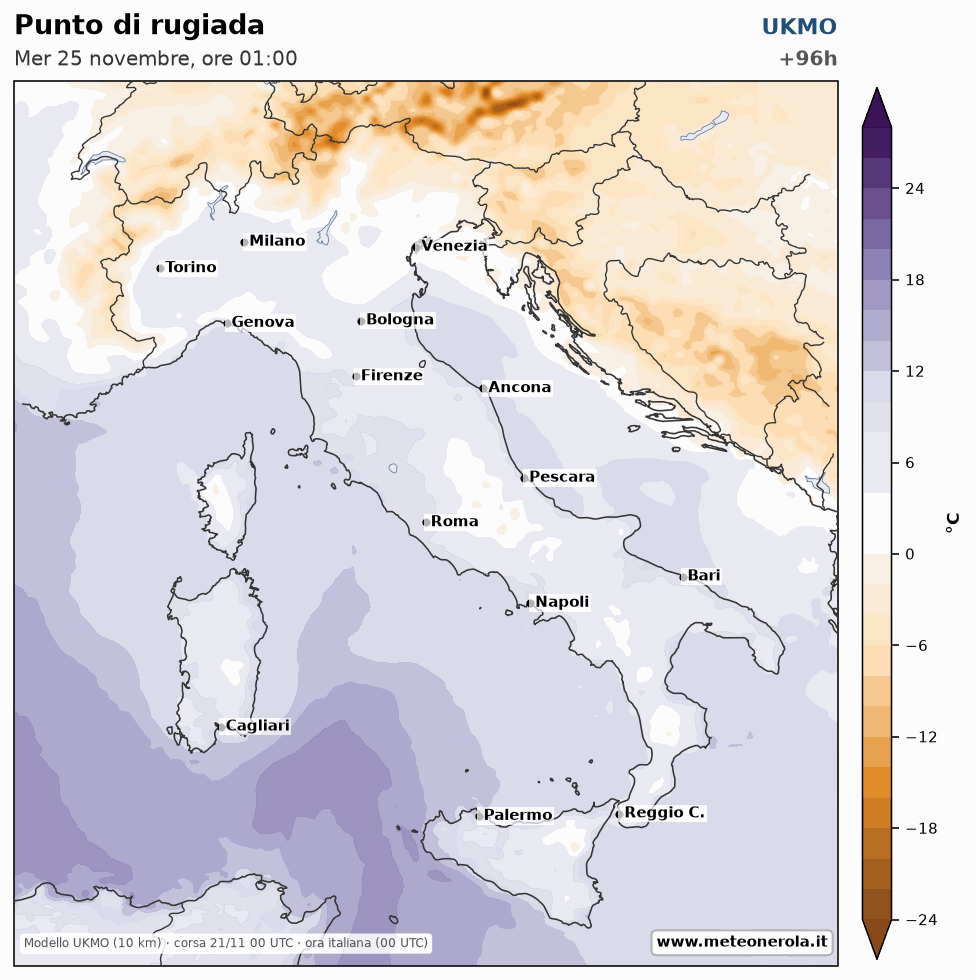 Punto di rugiada
UKMO
Mer 25 novembre, ore 01:00
+96h
Milano
Venezia
Torino
Genova
Bologna
Firenze
Ancona
Pescara
Roma
Bari
Napoli
Cagliari
Palermo
Reggio C.
24
18
12
6
0
−6
−12
−18
−24
°C
Modello UKMO (10 km) · corsa 21/11 00 UTC · ora italiana (00 UTC)
www.meteonerola.it